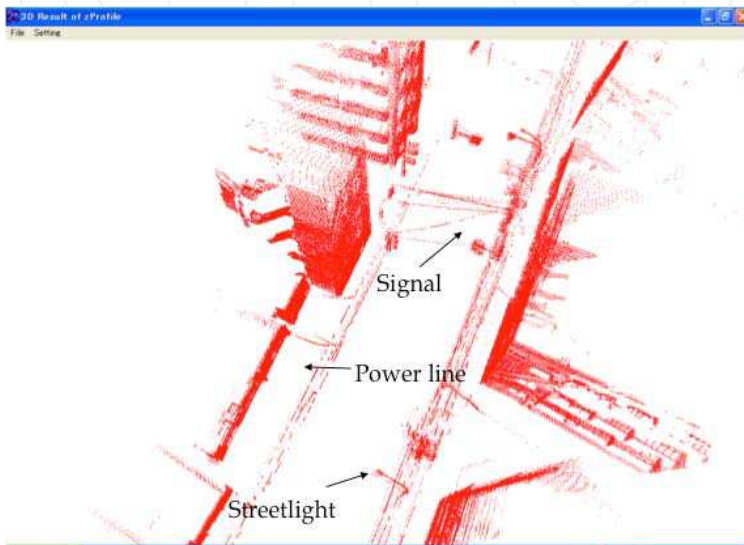 3D Result of zProfile
File Setting
Signal
Power line
Streetlight